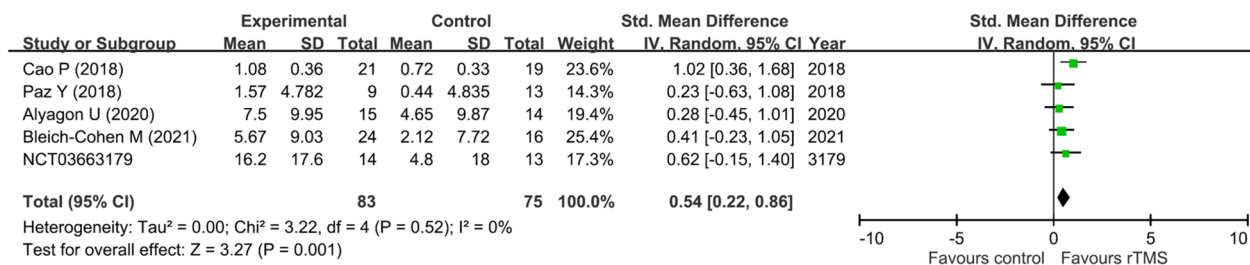 Experimental Control Std. Mean Difference Std. Mean Difference
Study or Subgroup Mean SD Total Mean SD Total Weight IV, Random, 95% CI Year IV, Random, 95% CI
Cao P (2018) 1.08 0.36 21 0.72 0.33 19 23.6% 1.02 [0.36, 1.68] 2018
Paz Y (2018) 1.57 4.782 9 0.44 4.835 13 14.3% 0.23 [-0.63, 1.08] 2018
Alyagon U (2020) 7.5 9.95 15 4.65 9.87 14 19.4% 0.28 [-0.45, 1.01] 2020
Bleich-Cohen M (2021) 5.67 9.03 24 2.12 7.72 16 25.4% 0.41 [-0.23, 1.05] 2021
NCT03663179 16.2 17.6 14 4.8 18 13 17.3% 0.62 [-0.15, 1.40] 3179
Total (95% CI) 83 75 100.0% 0.54 [0.22, 0.86]
Heterogeneity: Tau² = 0.00; Chi² = 3.22, df = 4 (P = 0.52); I² = 0%
Test for overall effect: Z = 3.27 (P = 0.001)
-10 -5 0 5 10
Favours control Favours rTMS